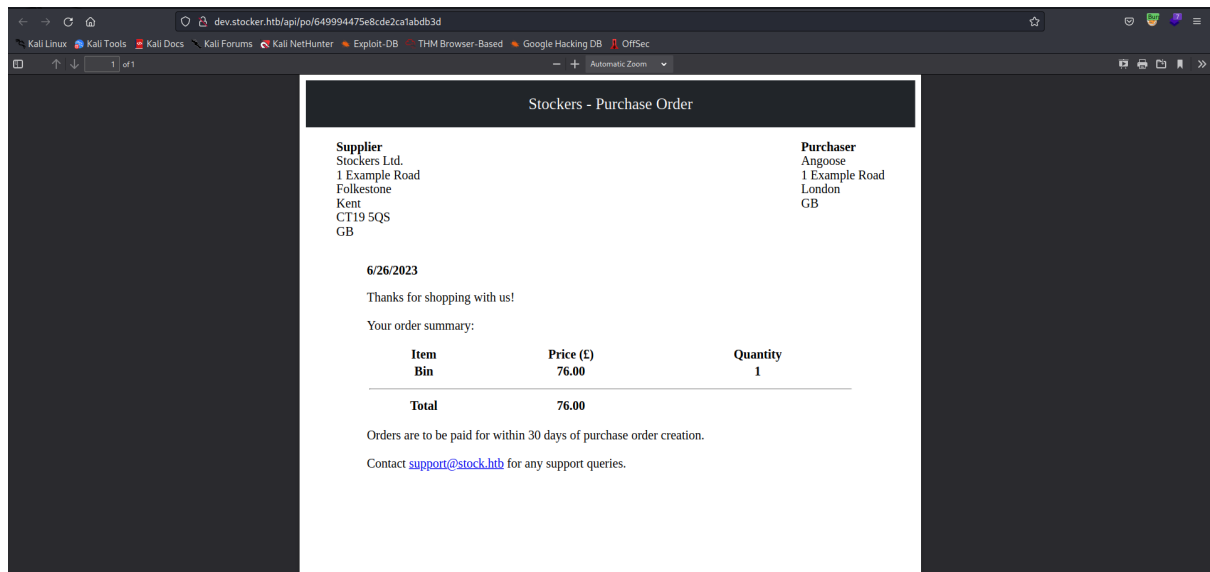 dev.stocker.htb/api/po/649994475e8cde2ca1abdb3d
Kali Linux Kali Tools Kali Docs Kali Forums Kali NetHunter Exploit-DB THM Browser-Based Google Hacking DB OffSec
1 of 1 Automatic Zoom
Stockers - Purchase Order
Supplier
Stockers Ltd.
1 Example Road
Folkestone
Kent
CT19 5QS
GB
Purchaser
Angoose
1 Example Road
London
GB
6/26/2023
Thanks for shopping with us!
Your order summary:
Item Price (£) Quantity
Bin 76.00 1
Total 76.00
Orders are to be paid for within 30 days of purchase order creation.
Contact support@stock.htb for any support queries.